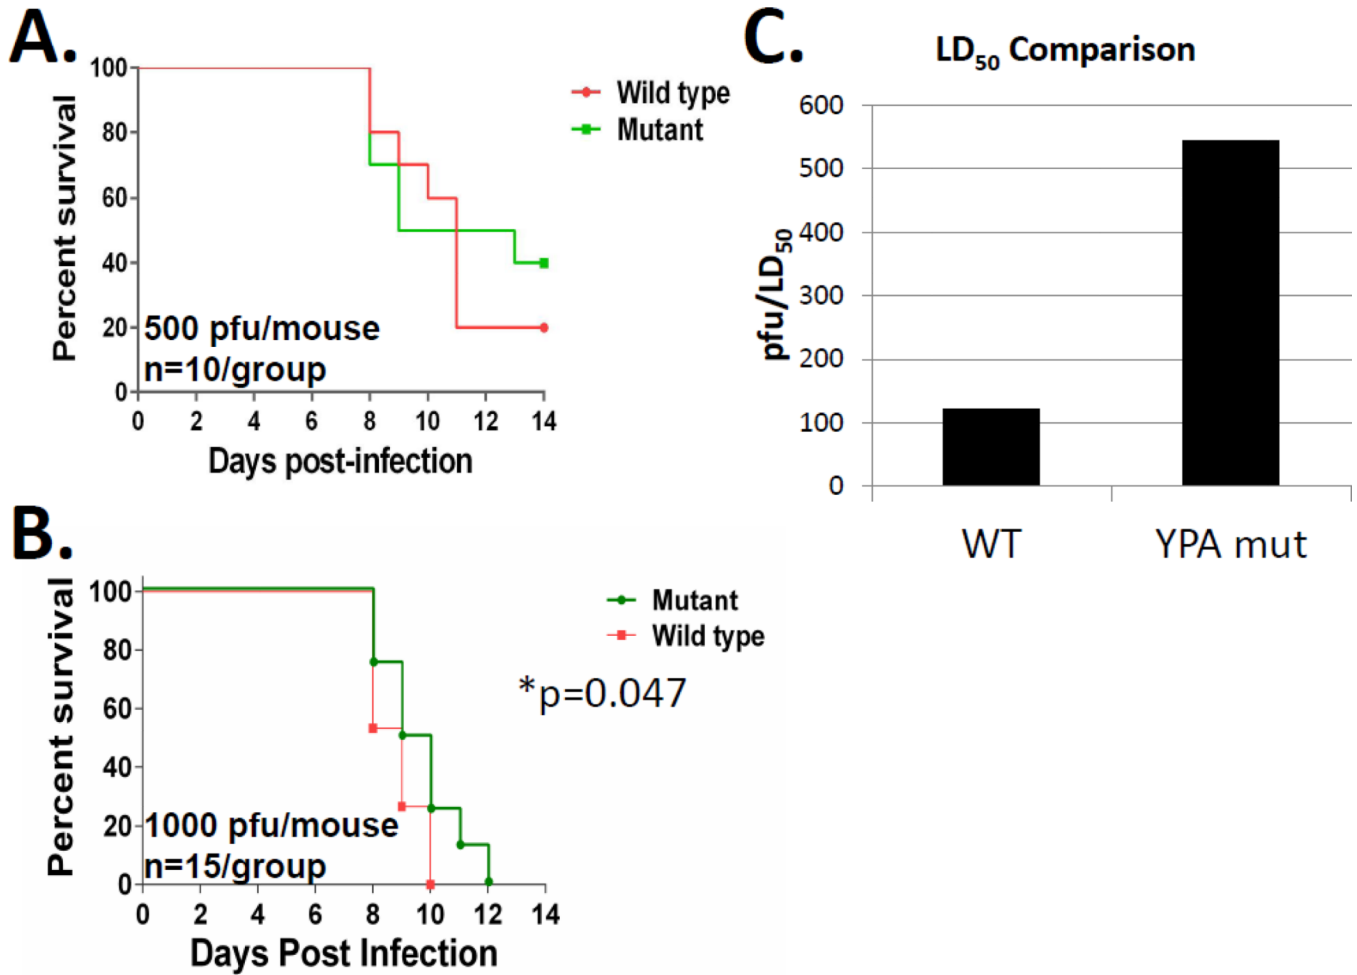 A.
100
80
60
40
20
0
Percent survival
Wild type
Mutant
500 pfu/mouse
n=10/group
0 2 4 6 8 10 12 14
Days post-infection
B.
100
80
60
40
20
0
Percent survival
Mutant
Wild type
*p=0.047
1000 pfu/mouse
n=15/group
0 2 4 6 8 10 12 14
Days Post Infection
C.
LD50 Comparison
600
500
400
300
200
100
0
pfu/LD50
WT YPA mut